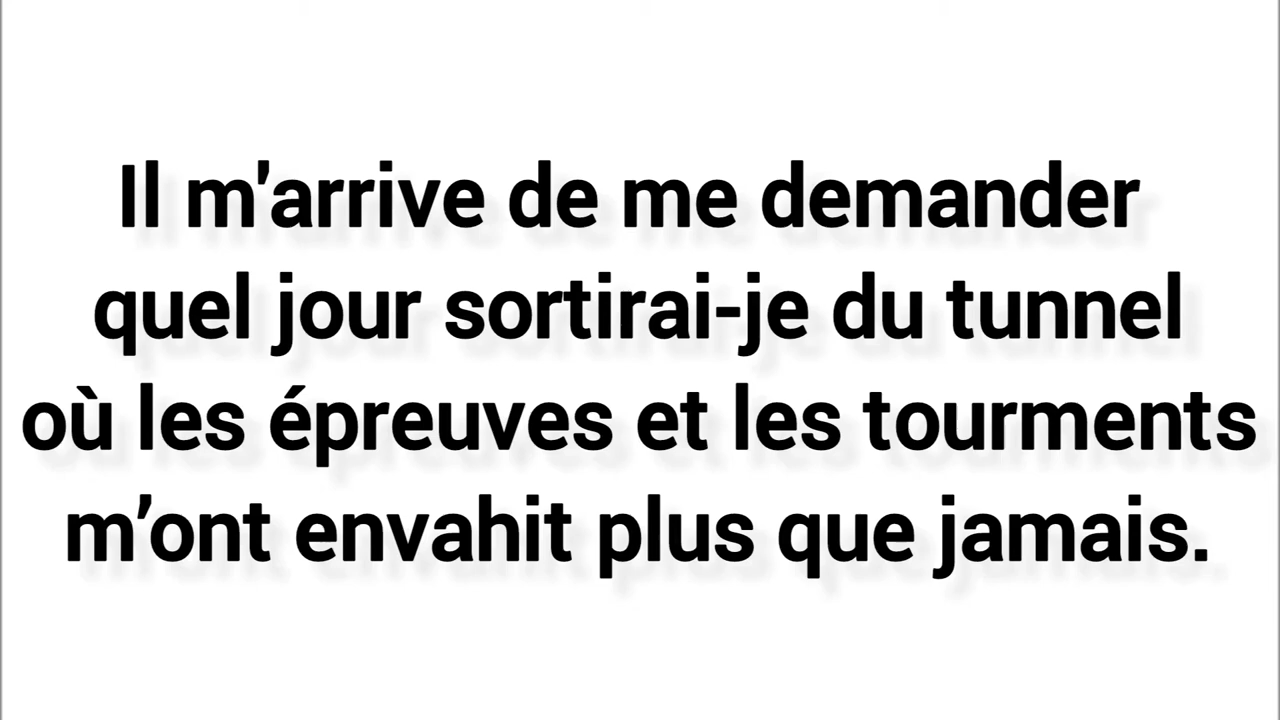 Il m'arrive de me demander
quel jour sortirai-je du tunnel
où les épreuves et les tourments
m’ont envahit plus que jamais.